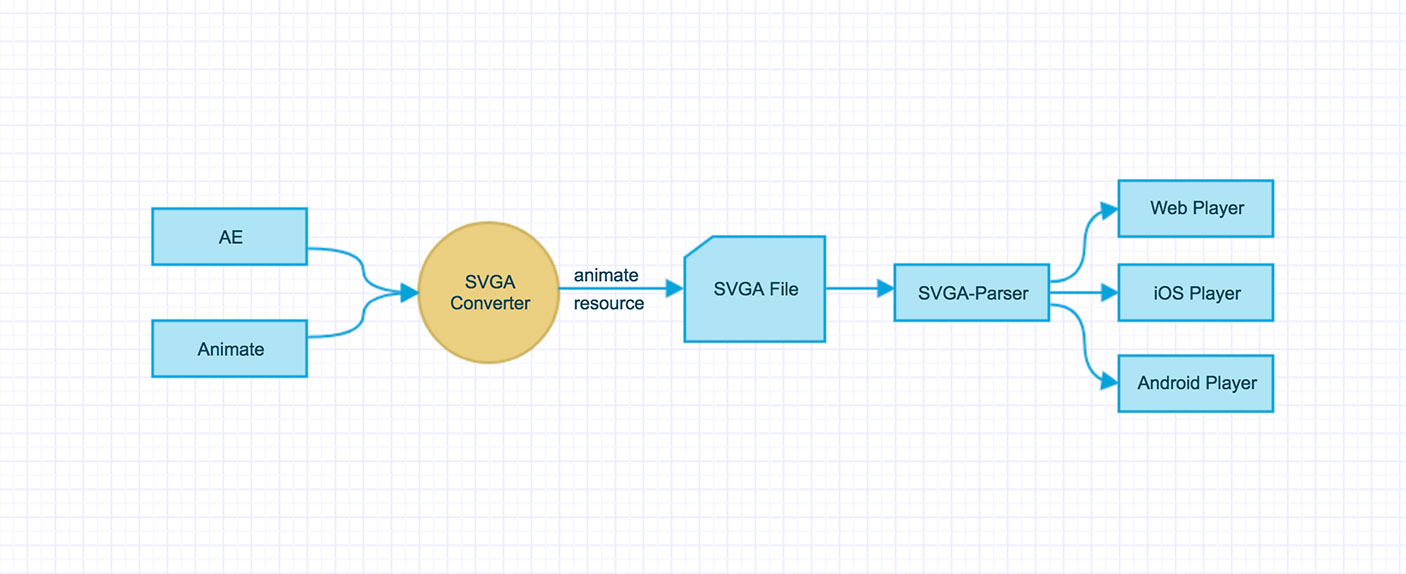 AE
Animate
SVGA
Converter
animate
resource
SVGA File
SVGA-Parser
Web Player
iOS Player
Android Player